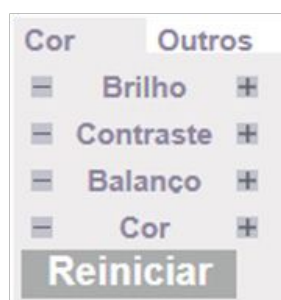 Cor Outros
− Brilho +
− Contraste +
− Balanço +
− Cor +
Reiniciar